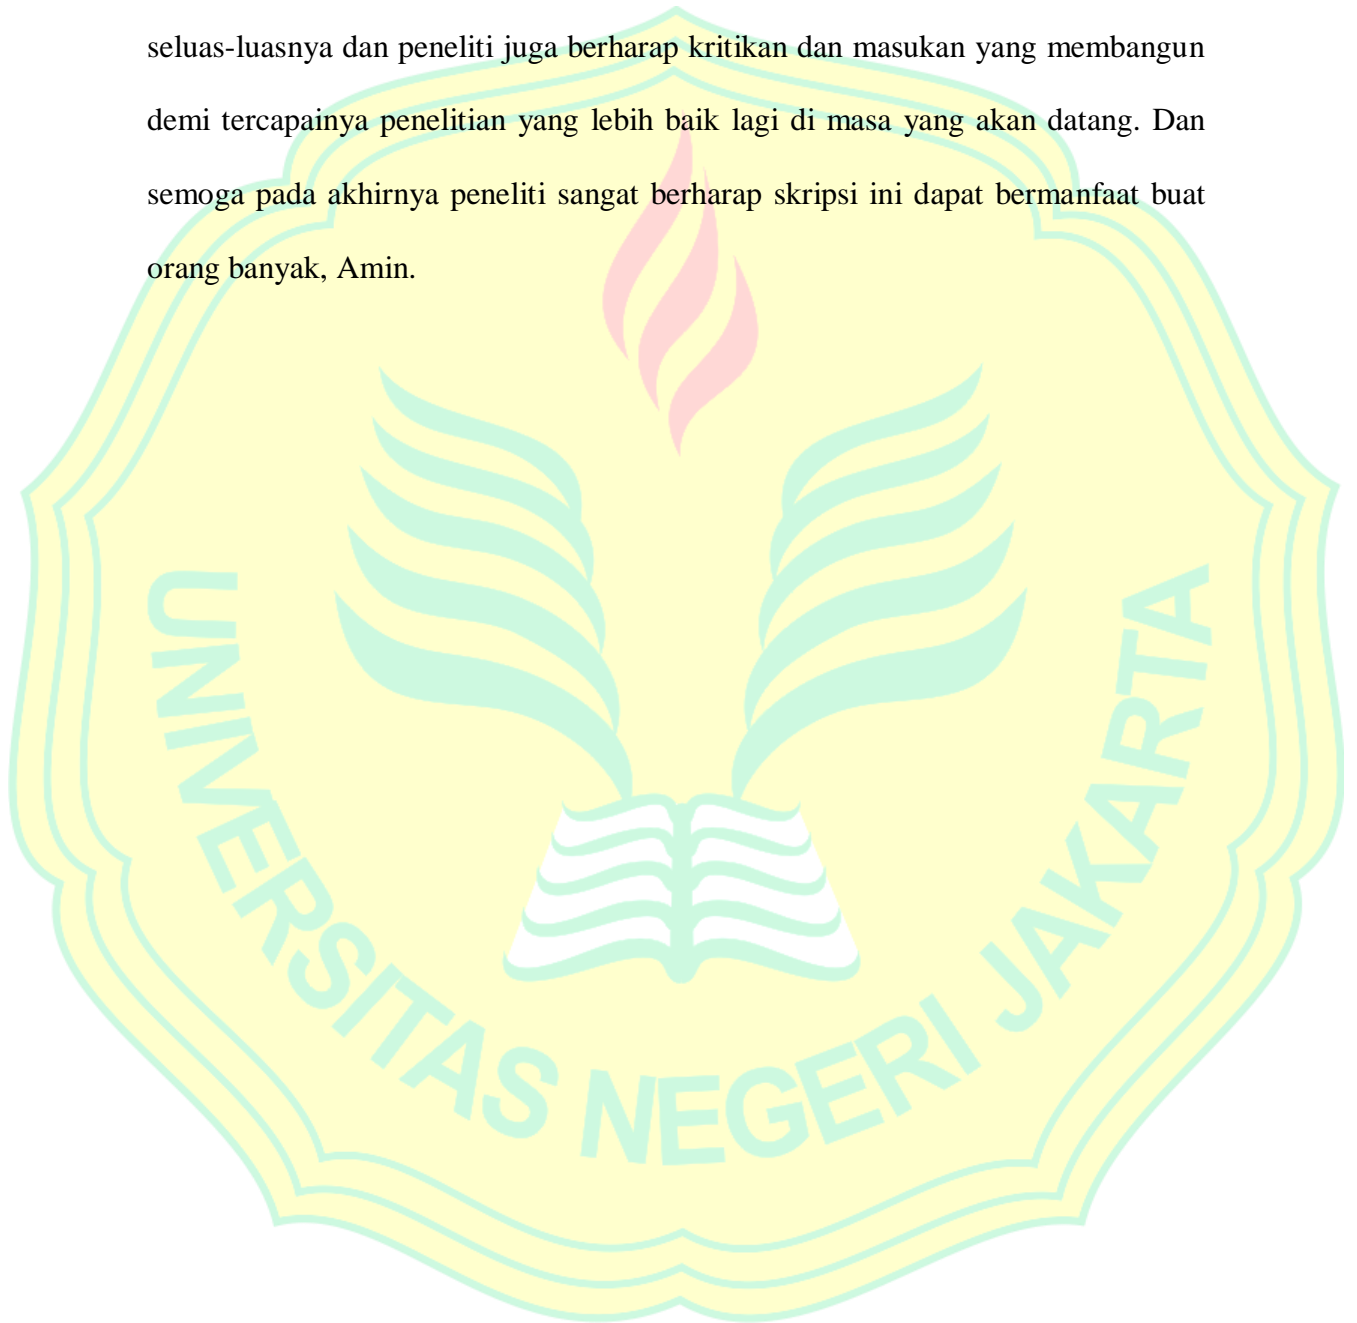 seluas-luasnya dan peneliti juga berharap kritikan dan masukan yang membangun
demi tercapainya penelitian yang lebih baik lagi di masa yang akan datang. Dan
semoga pada akhirnya peneliti sangat berharap skripsi ini dapat bermanfaat buat
orang banyak, Amin.
UNIVERSITAS NEGERI JAKARTA